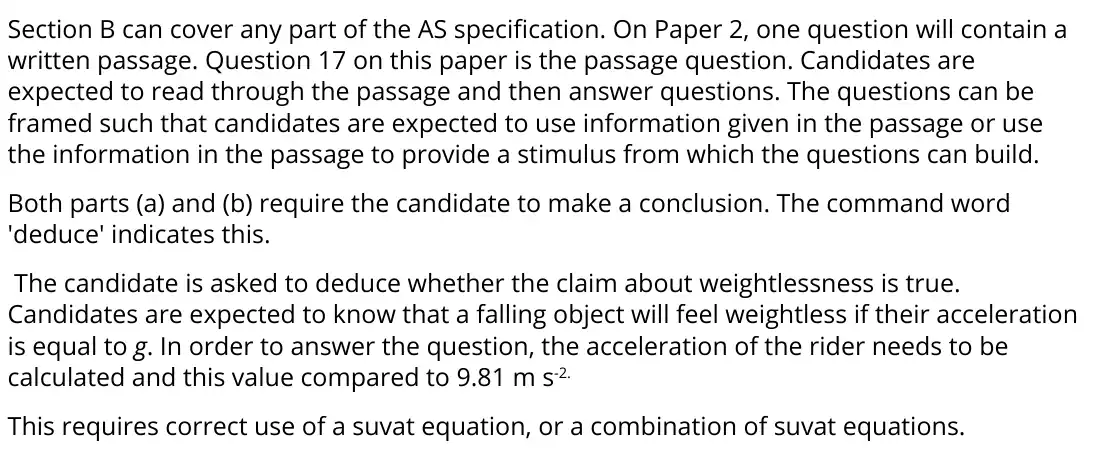 Section B can cover any part of the AS specification. On Paper 2, one question will contain a
written passage. Question 17 on this paper is the passage question. Candidates are
expected to read through the passage and then answer questions. The questions can be
framed such that candidates are expected to use information given in the passage or use
the information in the passage to provide a stimulus from which the questions can build.
Both parts (a) and (b) require the candidate to make a conclusion. The command word
'deduce' indicates this.
The candidate is asked to deduce whether the claim about weightlessness is true.
Candidates are expected to know that a falling object will feel weightless if their acceleration
is equal to g. In order to answer the question, the acceleration of the rider needs to be
calculated and this value compared to 9.81 m s⁻².
This requires correct use of a suvat equation, or a combination of suvat equations.